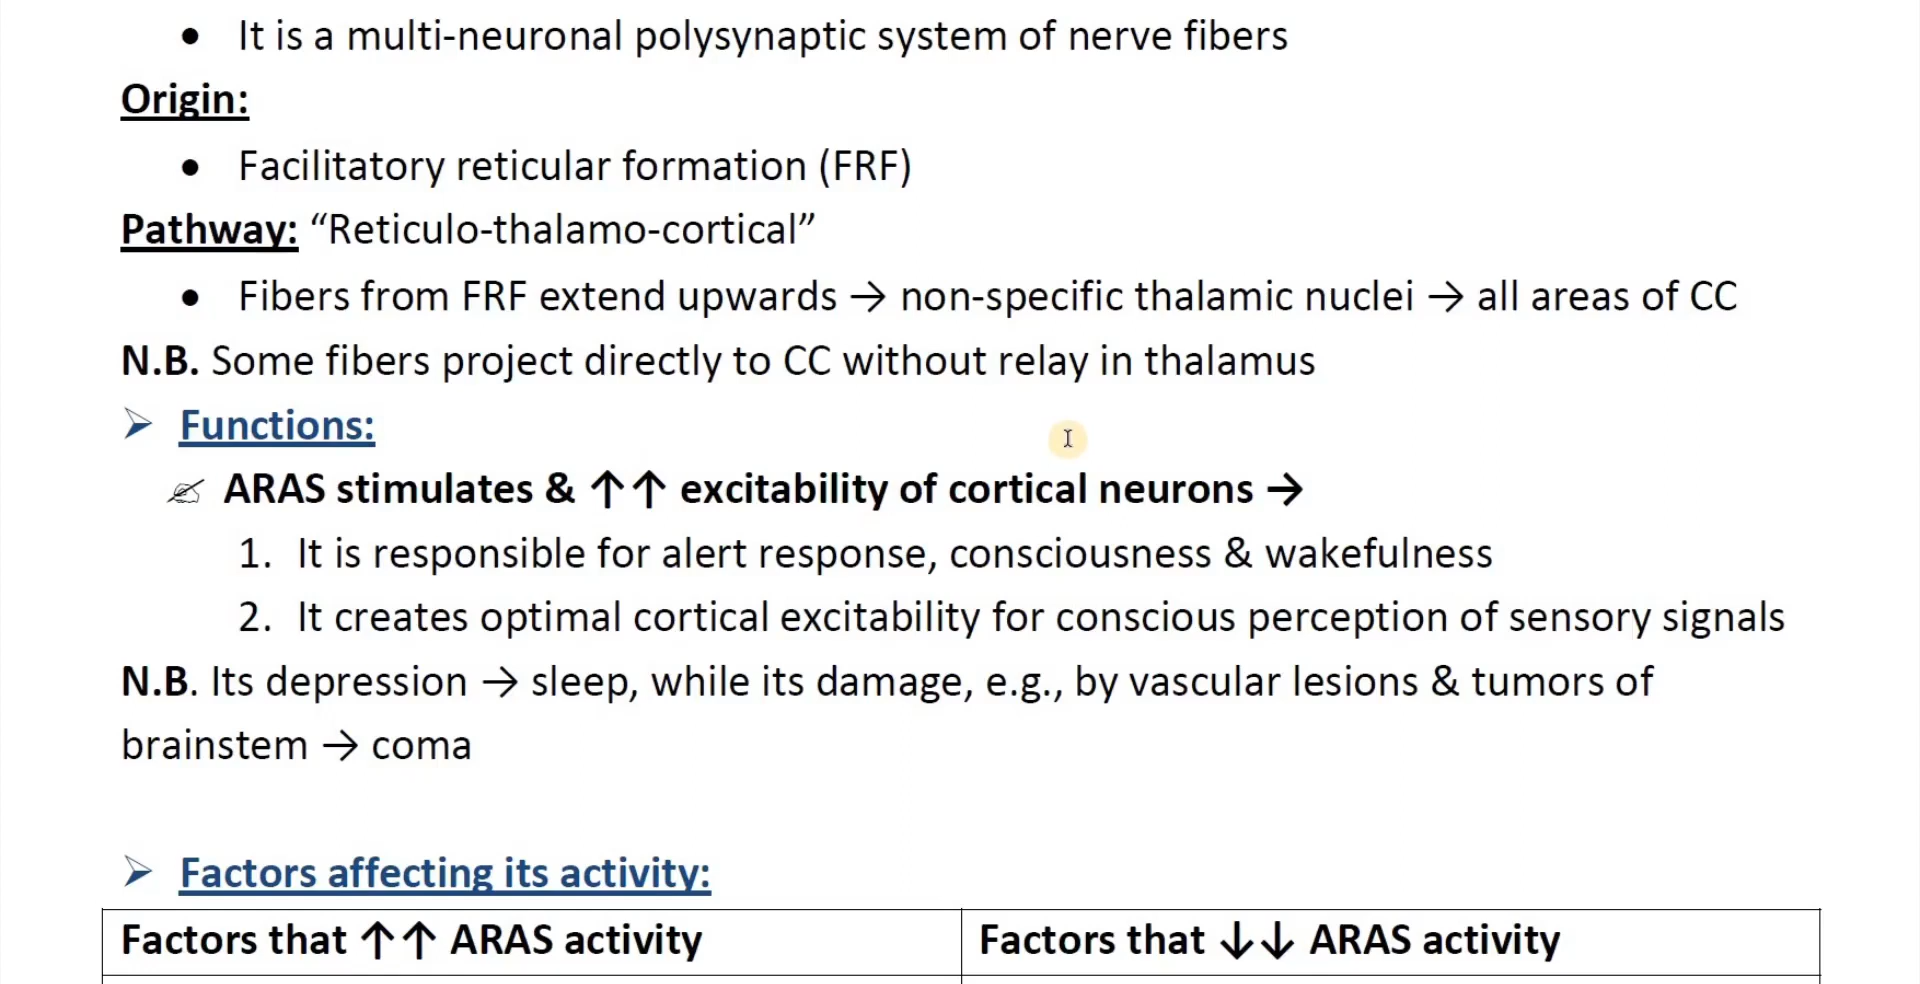 • It is a multi-neuronal polysynaptic system of nerve fibers
Origin:
• Facilitatory reticular formation (FRF)
Pathway: “Reticulo-thalamo-cortical”
• Fibers from FRF extend upwards → non-specific thalamic nuclei → all areas of CC
N.B. Some fibers project directly to CC without relay in thalamus
➢ Functions:
✍ ARAS stimulates & ↑↑ excitability of cortical neurons →
1. It is responsible for alert response, consciousness & wakefulness
2. It creates optimal cortical excitability for conscious perception of sensory signals
N.B. Its depression → sleep, while its damage, e.g., by vascular lesions & tumors of
brainstem → coma
➢ Factors affecting its activity:
Factors that ↑↑ ARAS activity
Factors that ↓↓ ARAS activity